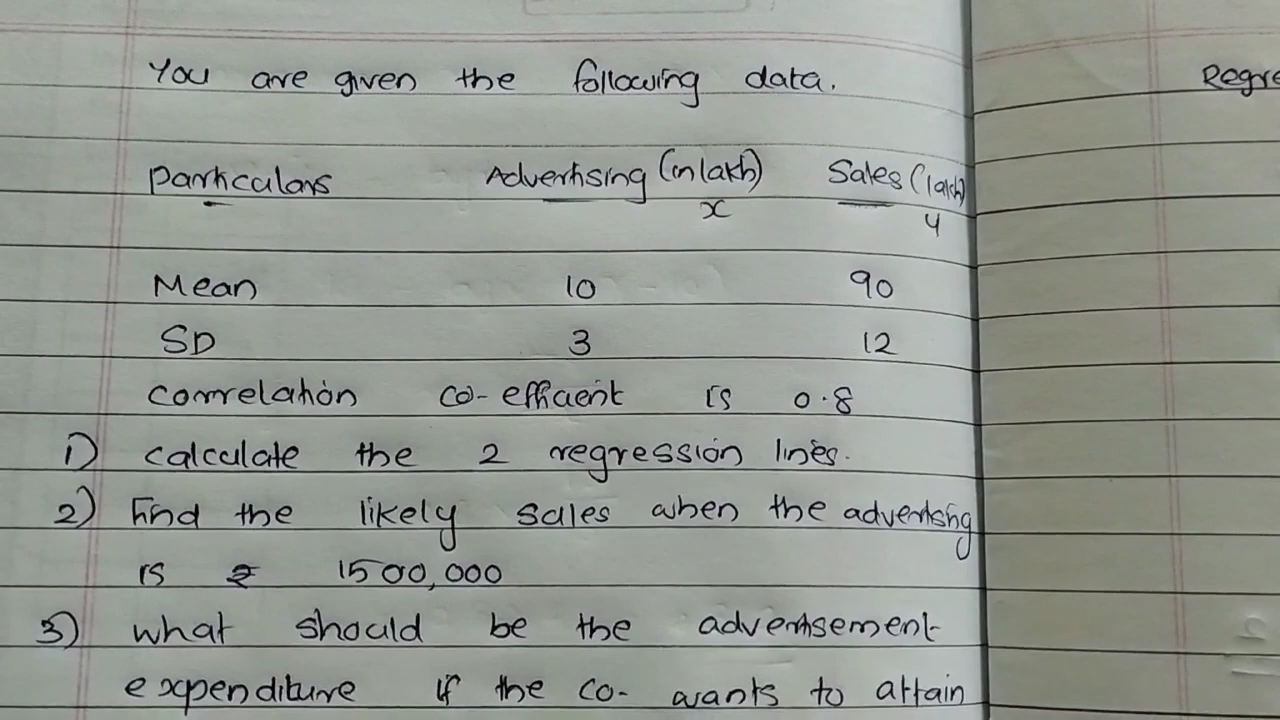 You are given the following data.
Regre
Particulars Advertising (in lakh) Sales (lakh)
x y
Mean 10 90
SD 3 12
correlation co-efficient is 0.8
1) calculate the 2 regression lines.
2) Find the likely sales when the advertisng
is ₹ 1500,000
3) what should be the advertisement
expenditure if the co- wants to attain